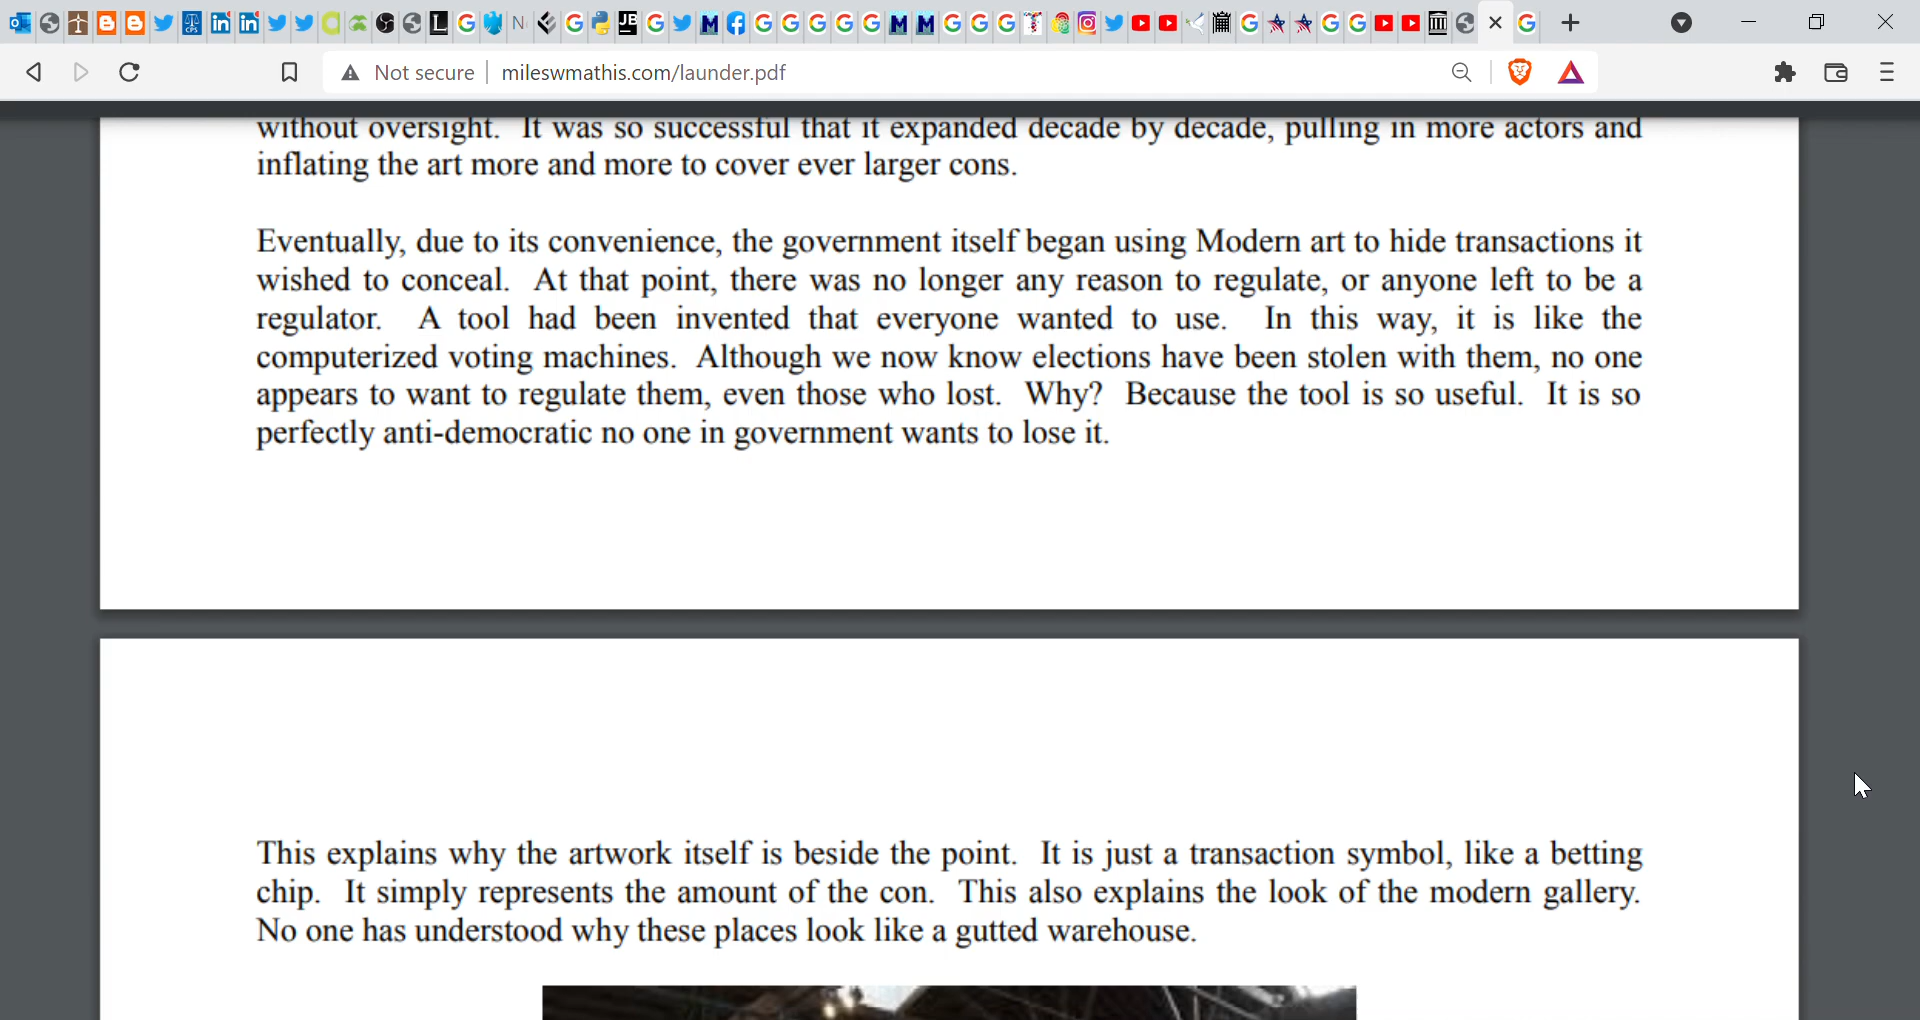 Not secure mileswmathis.com/launder.pdf
without oversight. It was so successful that it expanded decade by decade, pulling in more actors and
inflating the art more and more to cover ever larger cons.
Eventually, due to its convenience, the government itself began using Modern art to hide transactions it
wished to conceal. At that point, there was no longer any reason to regulate, or anyone left to be a
regulator. A tool had been invented that everyone wanted to use. In this way, it is like the
computerized voting machines. Although we now know elections have been stolen with them, no one
appears to want to regulate them, even those who lost. Why? Because the tool is so useful. It is so
perfectly anti-democratic no one in government wants to lose it.
This explains why the artwork itself is beside the point. It is just a transaction symbol, like a betting
chip. It simply represents the amount of the con. This also explains the look of the modern gallery.
No one has understood why these places look like a gutted warehouse.